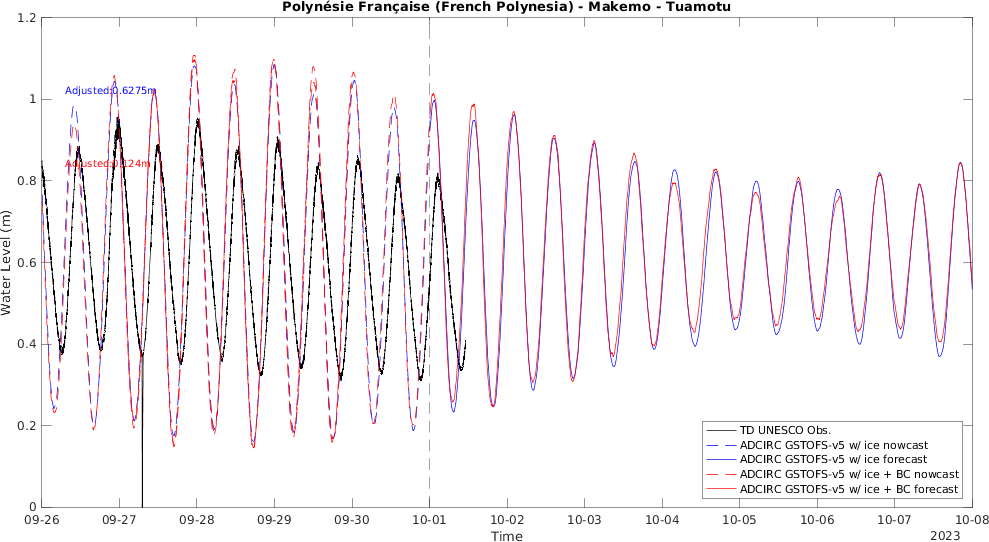 Polynésie Française (French Polynesia) - Makemo - Tuamotu
1.2
1
0.8
0.6
0.4
0.2
0
Water Level (m)
Adjusted:0.6275m
TD UNESCO Obs.
ADCIRC GSTOFS-v5 w/ ice nowcast
ADCIRC GSTOFS-v5 w/ ice forecast
ADCIRC GSTOFS-v5 w/ ice + BC nowcast
ADCIRC GSTOFS-v5 w/ ice + BC forecast
09-26 09-27 09-28 09-29 09-30 10-01 10-02 10-03 10-04 10-05 10-06 10-07 10-08
Time
2023